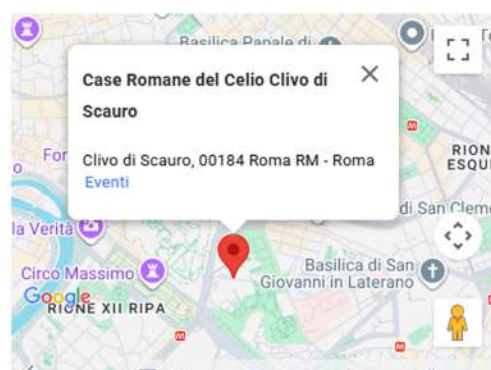 Basilica Papale di
Case Romane del Celio Clivo di
Scauro
Clivo di Scauro, 00184 Roma RM - Roma
Eventi
For
o
RION
ESQU
la Verità
di San Cleme
Circo Massimo
Basilica di San
Giovanni in Laterano
Google
RIONE XII RIPA